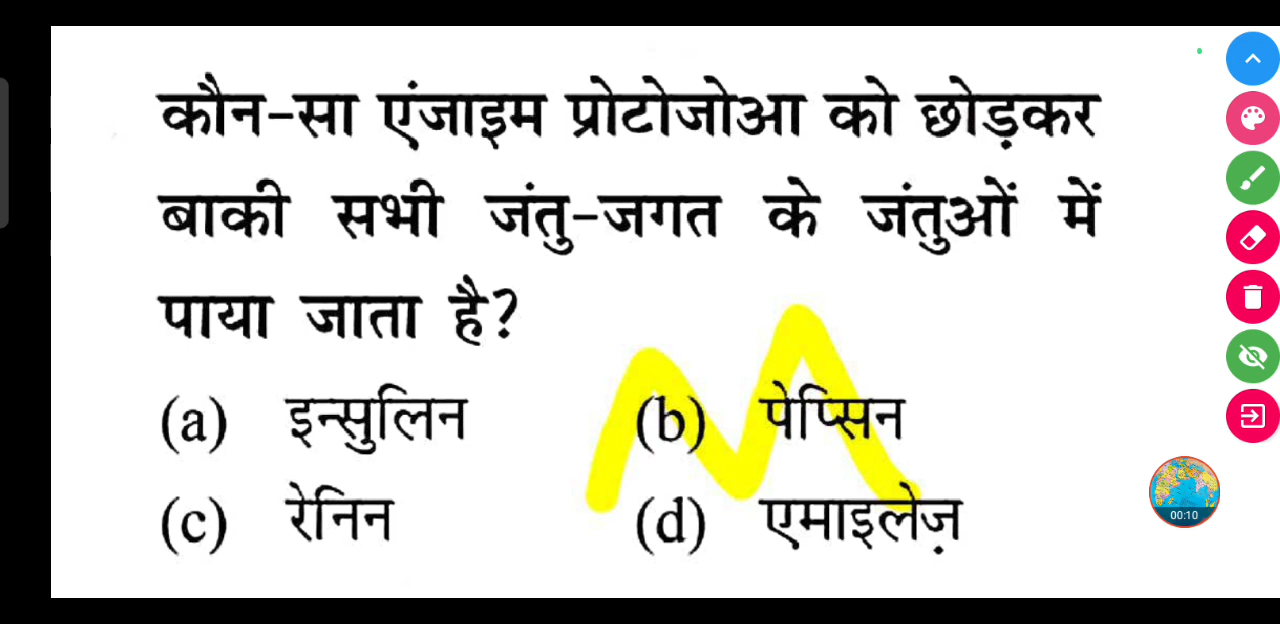 कौन-सा एंजाइम प्रोटोजोआ को छोड़कर
बाकी सभी जंतु-जगत के जंतुओं में
पाया जाता है?
(a) इन्सुलिन (b) पेप्सिन
(c) रेनिन (d) एमाइलेज़
00:10